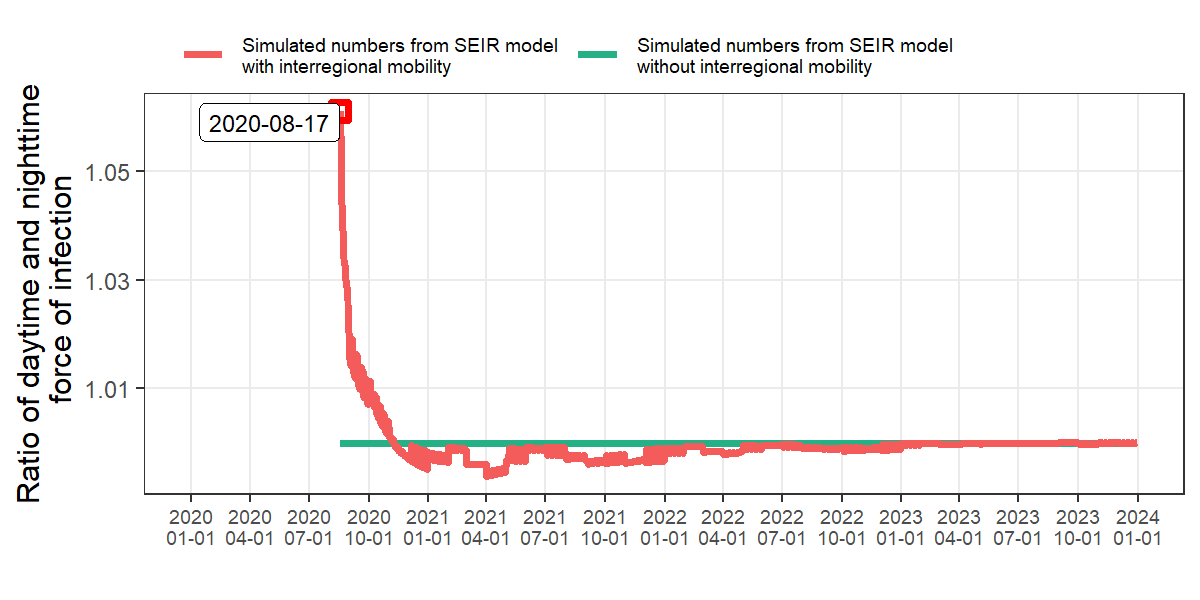 Simulated numbers from SEIR model
with interregional mobility
Simulated numbers from SEIR model
without interregional mobility
Ratio of daytime and nighttime
force of infection
2020-08-17
1.05
1.03
1.01
2020 2020 2020 2020 2021 2021 2021 2021 2022 2022 2022 2022 2023 2023 2023 2023 2024
01-01 04-01 07-01 10-01 01-01 04-01 07-01 10-01 01-01 04-01 07-01 10-01 01-01 04-01 07-01 10-01 01-01